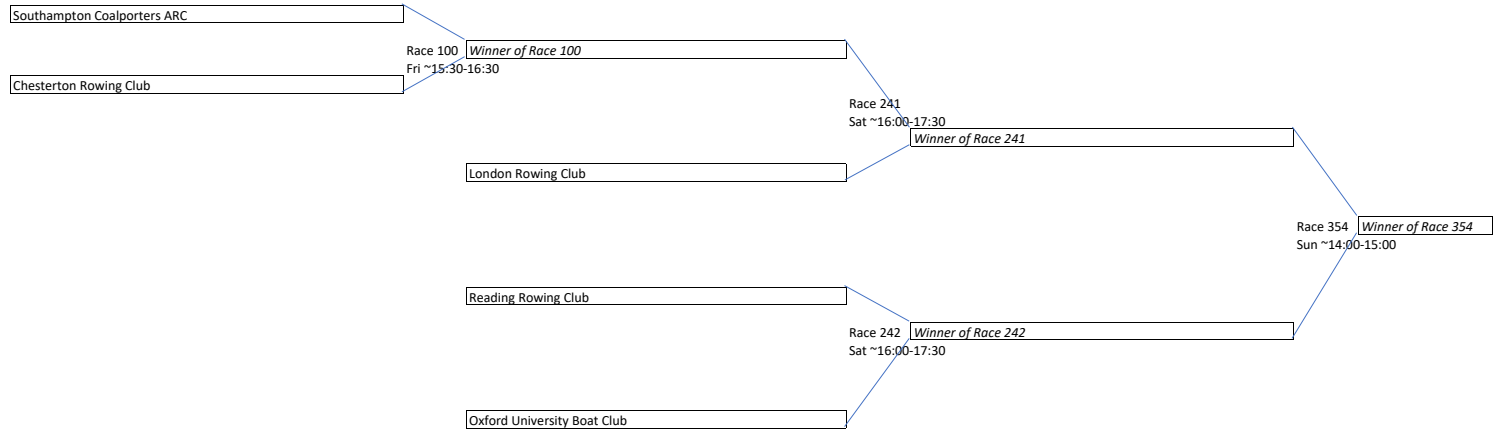 Southampton Coalporters ARC
Race 100 Winner of Race 100
Fri ~15:30-16:30
Chesterton Rowing Club
Race 241
Sat ~16:00-17:30
Winner of Race 241
London Rowing Club
Race 354 Winner of Race 354
Sun ~14:00-15:00
Reading Rowing Club
Race 242 Winner of Race 242
Sat ~16:00-17:30
Oxford University Boat Club